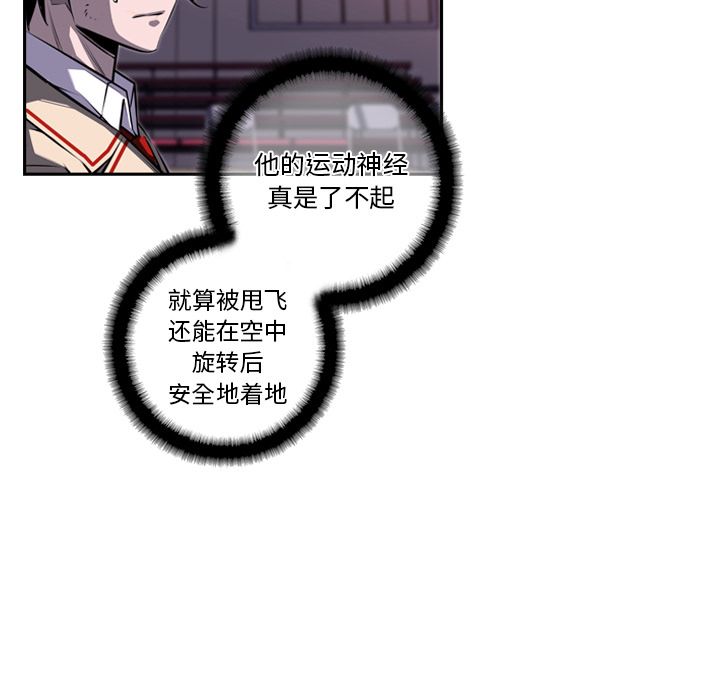 他的运动神经
真是了不起
就算被甩飞
还能在空中
旋转后
安全地着地